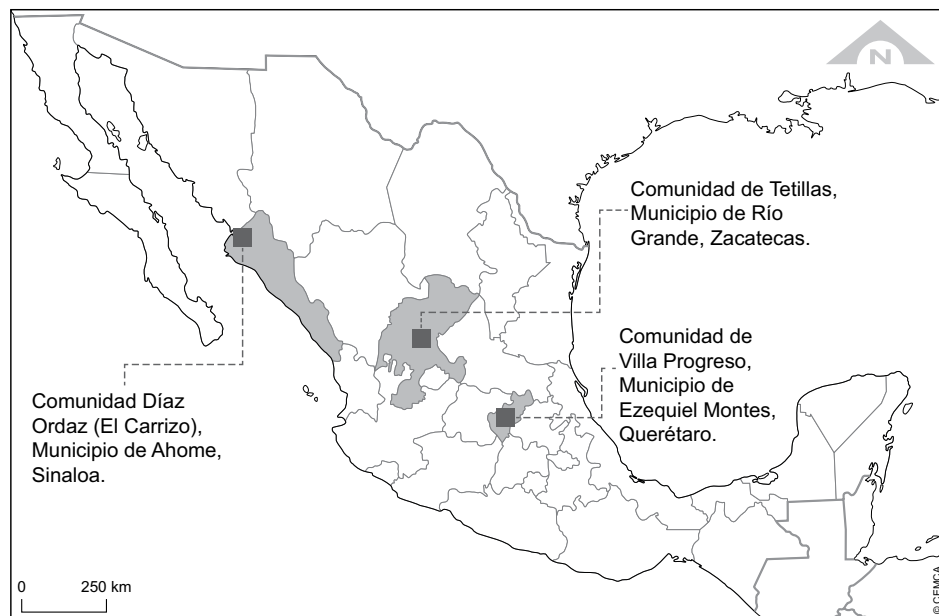 N
Comunidad de Tetillas,
Municipio de Río
Grande, Zacatecas.
Comunidad de
Villa Progreso,
Municipio de
Ezequiel Montes,
Querétaro.
Comunidad Díaz
Ordaz (El Carrizo),
Municipio de Ahome,
Sinaloa.
0 250 km
© CEMCA